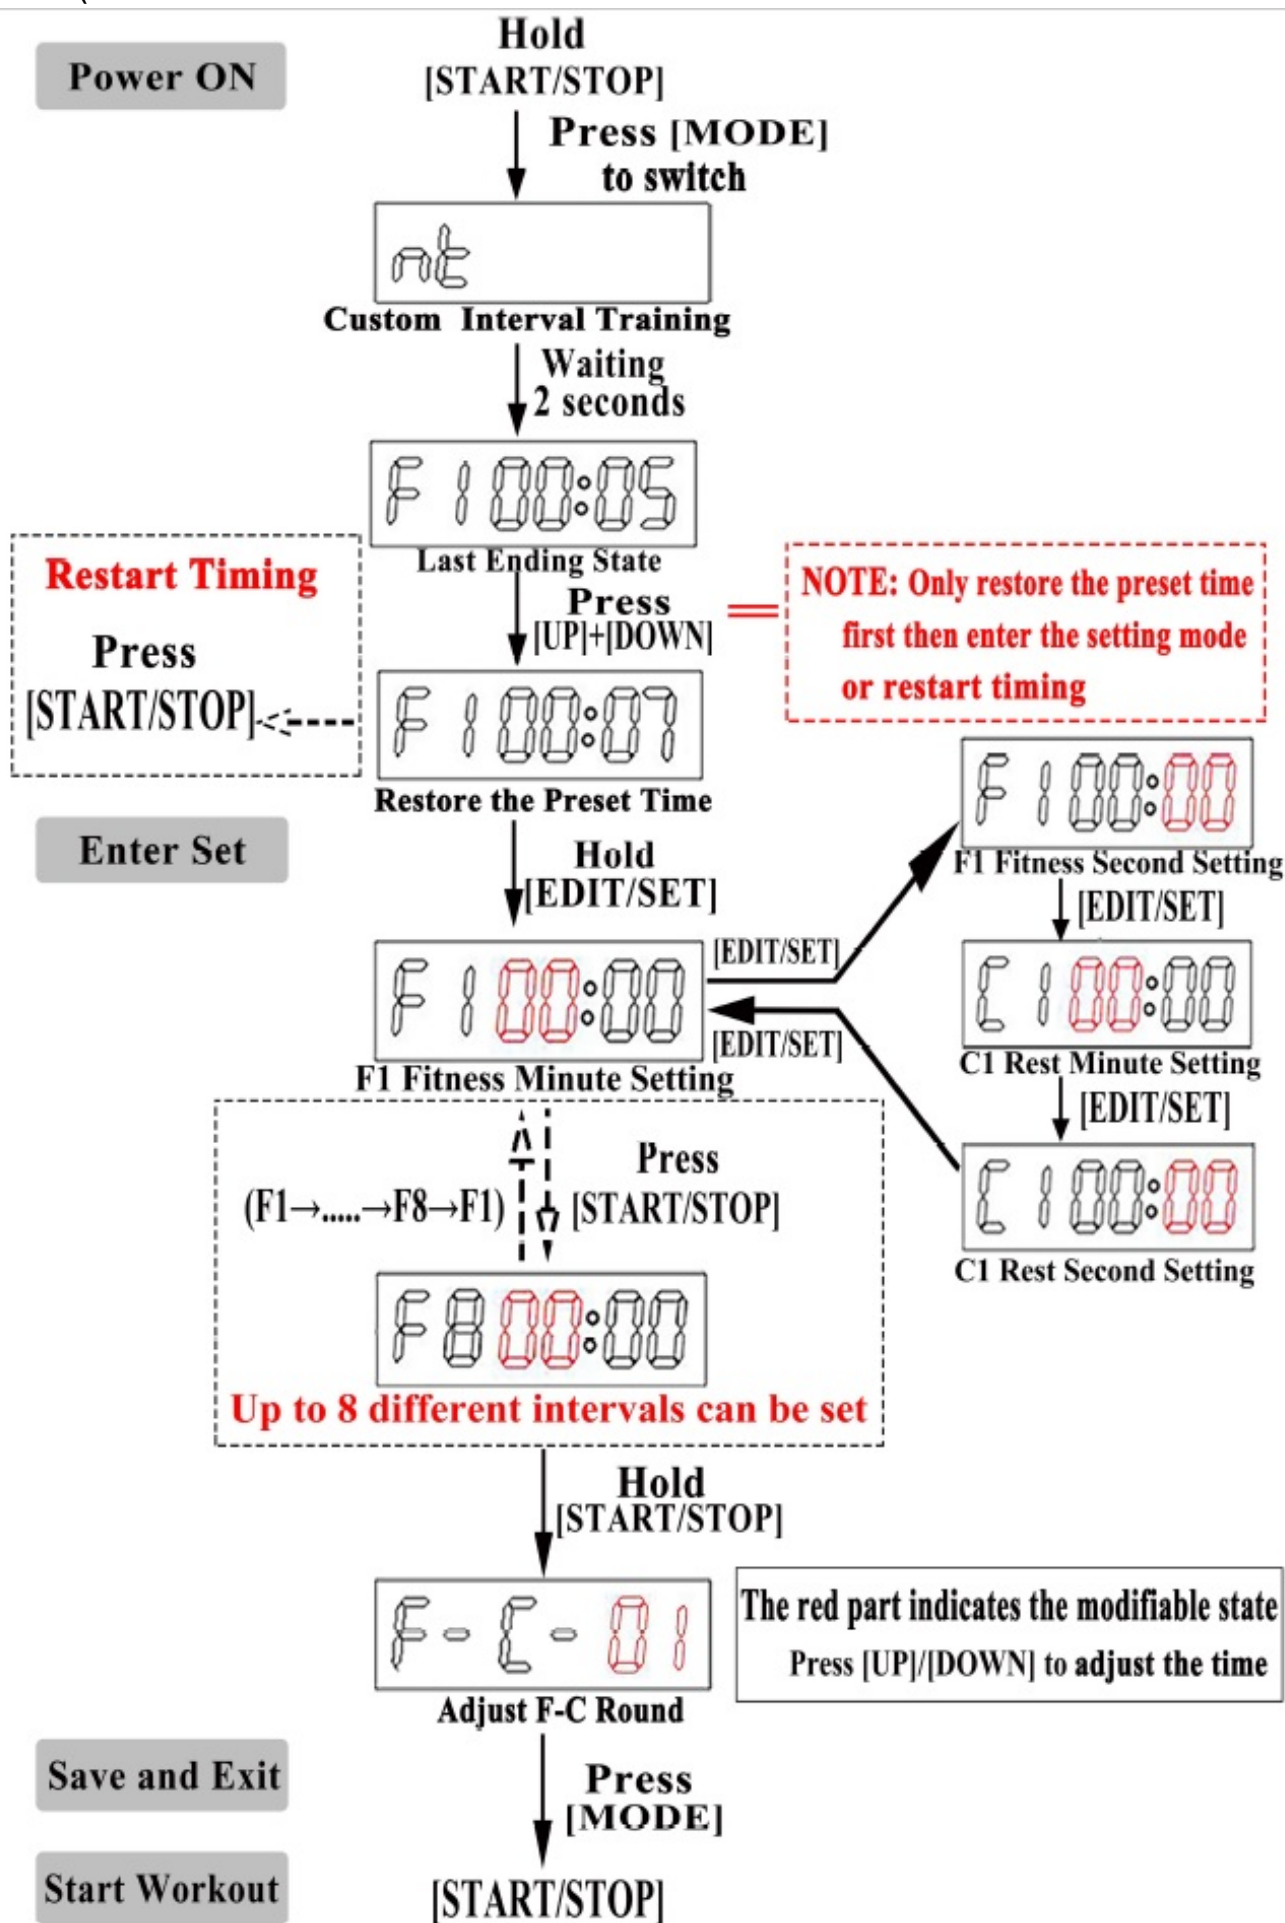 Hold
Power ON
[START/STOP]
Press [MODE]
to switch
nt
Custom Interval Training
Waiting
2 seconds
F 1 00:05
Last Ending State
Restart Timing
Press
[START/STOP]
Press
[UP]+[DOWN]
NOTE: Only restore the preset time
first then enter the setting mode
or restart timing
F 1 00:07
Restore the Preset Time
Enter Set
Hold
[EDIT/SET]
F 1 00:00
F1 Fitness Minute Setting
[EDIT/SET]
F 1 00:00
F1 Fitness Second Setting
[EDIT/SET]
C 1 00:00
C1 Rest Minute Setting
[EDIT/SET]
C 1 00:00
C1 Rest Second Setting
[EDIT/SET]
Press
(F1→.....→F8→F1)
[START/STOP]
F8 00:00
Up to 8 different intervals can be set
Hold
[START/STOP]
F-C-01
Adjust F-C Round
The red part indicates the modifiable state
Press [UP]/[DOWN] to adjust the time
Save and Exit
Press
[MODE]
Start Workout
[START/STOP]